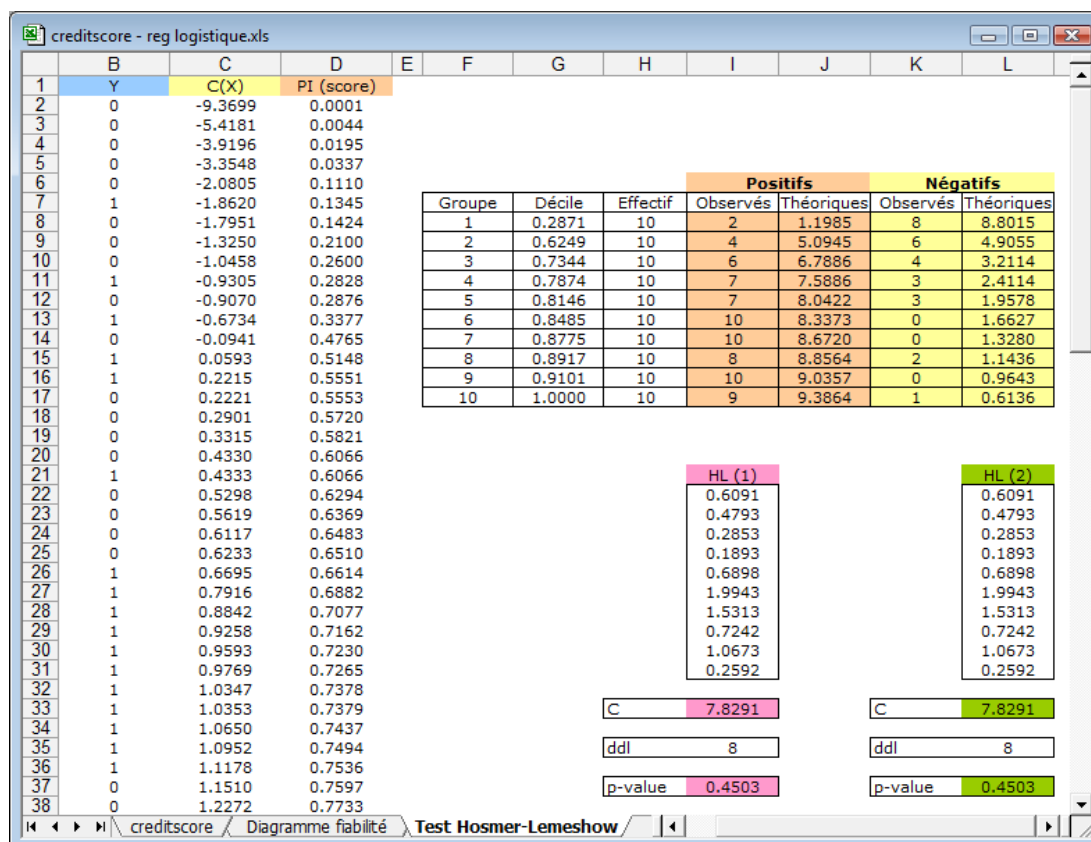 creditscore - reg logistique.xls
B C D E F G H I J K L
1 Y C(X) PI (score)
2 0 -9.3699 0.0001
3 0 -5.4181 0.0044
4 0 -3.9196 0.0195
5 0 -3.3548 0.0337
6 0 -2.0805 0.1110 Positifs Négatifs
7 1 -1.8620 0.1345 Groupe Décile Effectif Observés Théoriques Observés Théoriques
8 0 -1.7951 0.1424 1 0.2871 10 2 1.1985 8 8.8015
9 0 -1.3250 0.2100 2 0.6249 10 4 5.0945 6 4.9055
10 0 -1.0458 0.2600 3 0.7344 10 6 6.7886 4 3.2114
11 1 -0.9305 0.2828 4 0.7874 10 7 7.5886 3 2.4114
12 0 -0.9070 0.2876 5 0.8146 10 7 8.0422 3 1.9578
13 1 -0.6734 0.3377 6 0.8485 10 10 8.3373 0 1.6627
14 0 -0.0941 0.4765 7 0.8775 10 10 8.6720 0 1.3280
15 1 0.0593 0.5148 8 0.8917 10 8 8.8564 2 1.1436
16 1 0.2215 0.5551 9 0.9101 10 10 9.0357 0 0.9643
17 0 0.2221 0.5553 10 1.0000 10 9 9.3864 1 0.6136
18 0 0.2901 0.5720
19 0 0.3315 0.5821
20 0 0.4330 0.6066
21 1 0.4333 0.6066 HL (1) HL (2)
22 0 0.5298 0.6294 0.6091 0.6091
23 0 0.5619 0.6369 0.4793 0.4793
24 0 0.6117 0.6483 0.2853 0.2853
25 0 0.6233 0.6510 0.1893 0.1893
26 1 0.6695 0.6614 0.6898 0.6898
27 1 0.7916 0.6882 1.9943 1.9943
28 1 0.8842 0.7077 1.5313 1.5313
29 1 0.9258 0.7162 0.7242 0.7242
30 1 0.9593 0.7230 1.0673 1.0673
31 1 0.9769 0.7265 0.2592 0.2592
32 1 1.0347 0.7378
33 1 1.0353 0.7379 C 7.8291 C 7.8291
34 1 1.0650 0.7437
35 1 1.0952 0.7494 ddl 8 ddl 8
36 1 1.1178 0.7536
37 0 1.1510 0.7597 p-value 0.4503 p-value 0.4503
38 0 1.2272 0.7733
creditscore Diagramme fiabilité Test Hosmer-Lemeshow